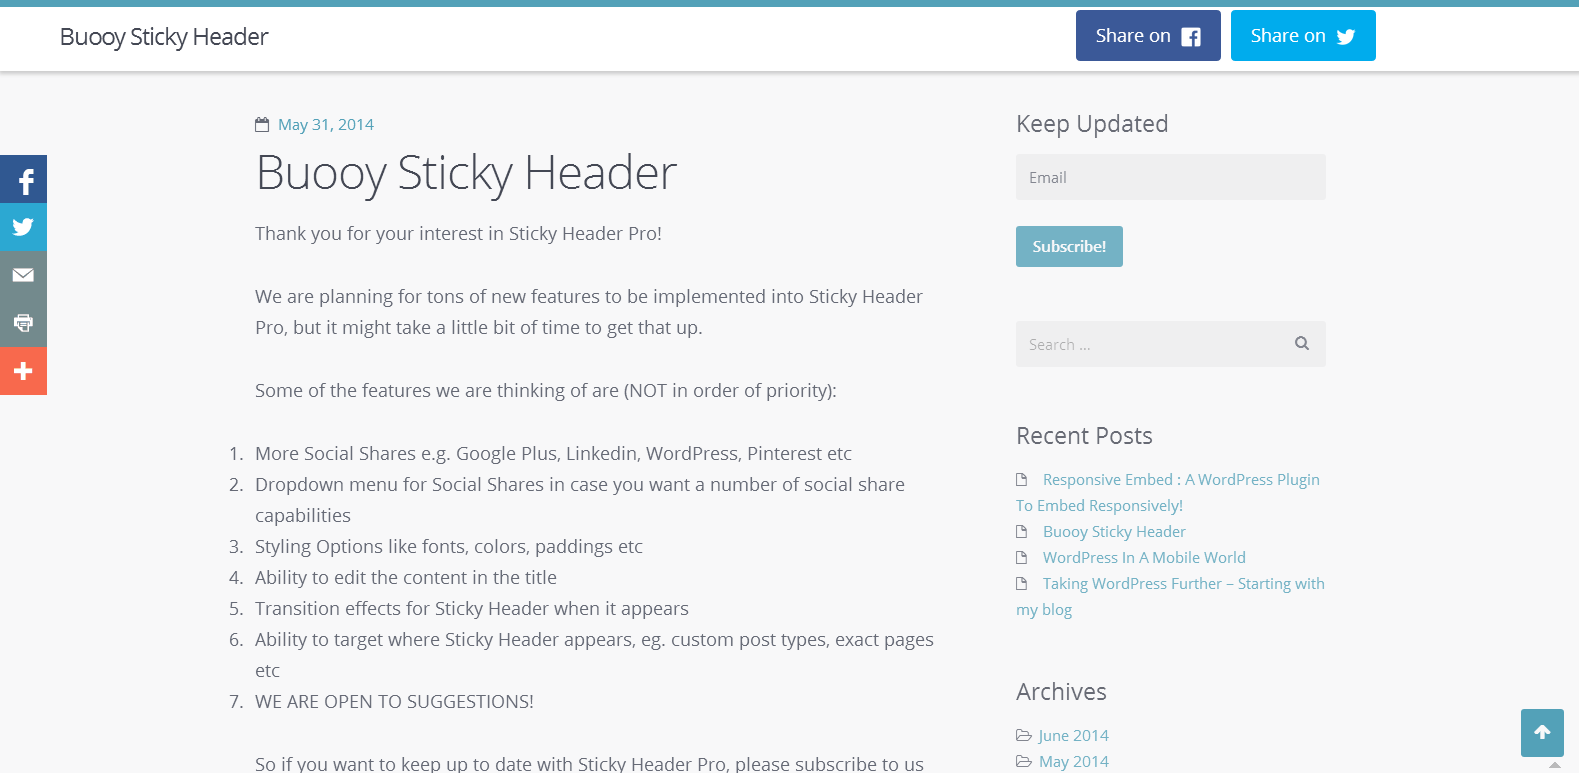 Buooy Sticky Header
Share on
Share on
May 31, 2014
Buooy Sticky Header
Thank you for your interest in Sticky Header Pro!
We are planning for tons of new features to be implemented into Sticky Header
Pro, but it might take a little bit of time to get that up.
Some of the features we are thinking of are (NOT in order of priority):
1. More Social Shares e.g. Google Plus, Linkedin, WordPress, Pinterest etc
2. Dropdown menu for Social Shares in case you want a number of social share
capabilities
3. Styling Options like fonts, colors, paddings etc
4. Ability to edit the content in the title
5. Transition effects for Sticky Header when it appears
6. Ability to target where Sticky Header appears, eg. custom post types, exact pages
etc
7. WE ARE OPEN TO SUGGESTIONS!
So if you want to keep up to date with Sticky Header Pro, please subscribe to us
Keep Updated
Email
Subscribe!
Search ...
Recent Posts
Responsive Embed : A WordPress Plugin
To Embed Responsively!
Buooy Sticky Header
WordPress In A Mobile World
Taking WordPress Further – Starting with
my blog
Archives
June 2014
May 2014